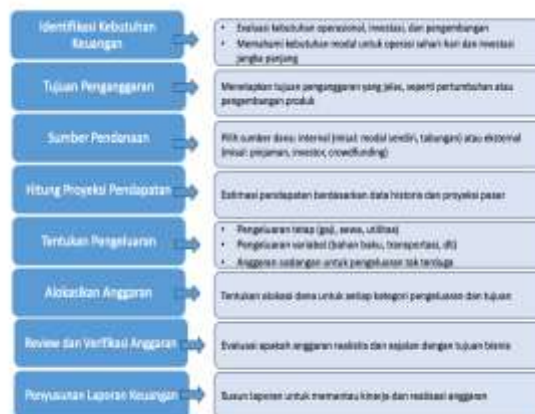 Identifikasi Kebutuhan
Keuangan
• Evaluasi kebutuhan operasional, investasi, dan pengembangan
• Memahami kebutuhan modal untuk operasi sehari-hari dan investasi
jangka panjang
Tujuan Penganggaran
Menetapkan tujuan penganggaran yang jelas, seperti pertumbuhan atau
pengembangan produk
Sumber Pendanaan
Pilih sumber dana: internal (misal: modal sendiri, tabungan) atau eksternal
(misal: pinjaman, investor, crowdfunding)
Hitung Proyeksi Pendapatan
Estimasi pendapatan berdasarkan data historis dan proyeksi pasar
Tentukan Pengeluaran
• Pengeluaran tetap (gaji, sewa, utilitas)
• Pengeluaran variabel (bahan baku, transportasi, dll)
• Anggaran cadangan untuk pengeluaran tak terduga
Alokasikan Anggaran
Tentukan alokasi dana untuk setiap kategori pengeluaran dan tujuan
Review dan Verifikasi Anggaran
Evaluasi apakah anggaran realistis dan sejalan dengan tujuan bisnis
Penyusunan Laporan Keuangan
Susun laporan untuk memantau kinerja dan realisasi anggaran